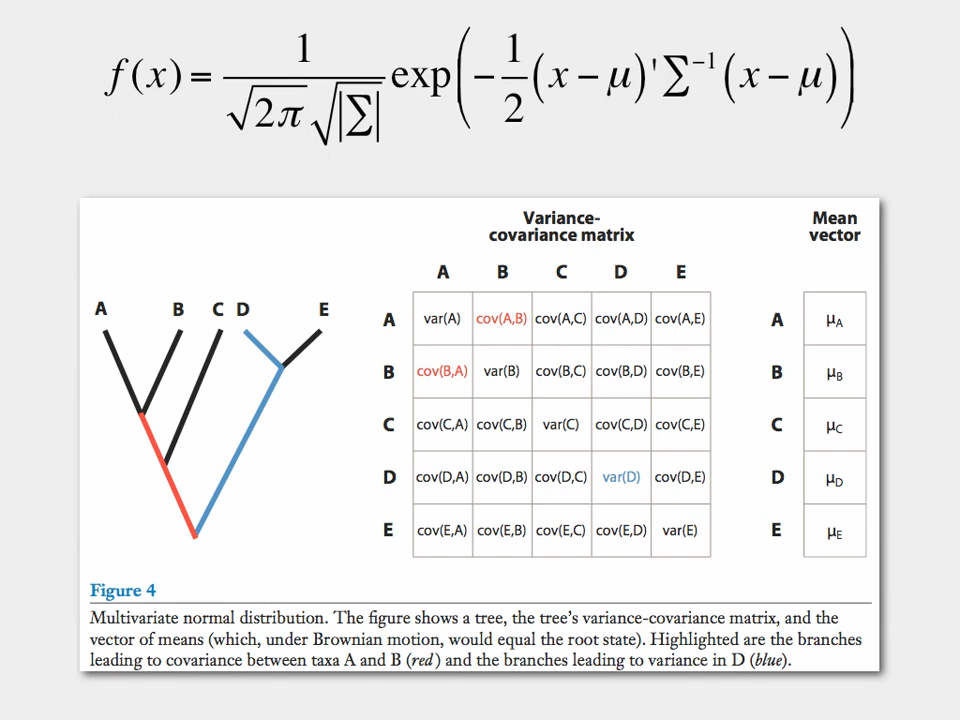 f(x) = 1 / √2π √|Σ| exp(−1/2 (x − μ)'Σ⁻¹(x − μ))
Variance-
covariance matrix
Mean
vector
A B C D E
A B C D E
A var(A) cov(A,B) cov(A,C) cov(A,D) cov(A,E) A μA
B cov(B,A) var(B) cov(B,C) cov(B,D) cov(B,E) B μB
C cov(C,A) cov(C,B) var(C) cov(C,D) cov(C,E) C μC
D cov(D,A) cov(D,B) cov(D,C) var(D) cov(D,E) D μD
E cov(E,A) cov(E,B) cov(E,C) cov(E,D) var(E) E μE
Figure 4
Multivariate normal distribution. The figure shows a tree, the tree's variance-covariance matrix, and the
vector of means (which, under Brownian motion, would equal the root state). Highlighted are the branches
leading to covariance between taxa A and B (red) and the branches leading to variance in D (blue).